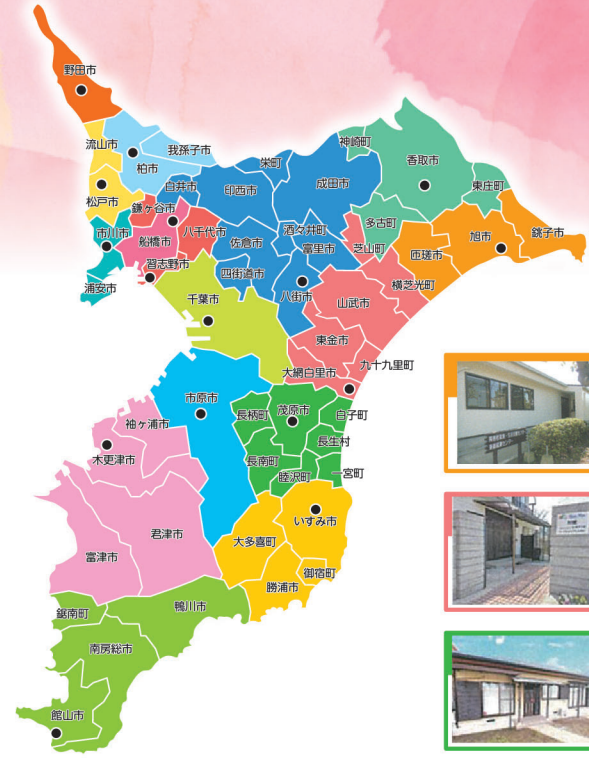 野田市
流山市
我孫子市
柏市
神崎町
香取市
栄町
成田市
白井市
印西市
東庄町
松戸市
鎌ヶ谷市
多古町
市川市
船橋市
八千代市
佐倉市
酒々井町
富里市
芝山町
匝瑳市
旭市
銚子市
習志野市
四街道市
浦安市
千葉市
八街市
山武市
横芝光町
東金市
大網白里市
九十九里町
市原市
長柄町
茂原市
白子町
袖ヶ浦市
長生村
木更津市
長南町
睦沢町
一宮町
いすみ市
君津市
大多喜町
富津市
御宿町
勝浦市
鋸南町
鴨川市
南房総市
館山市